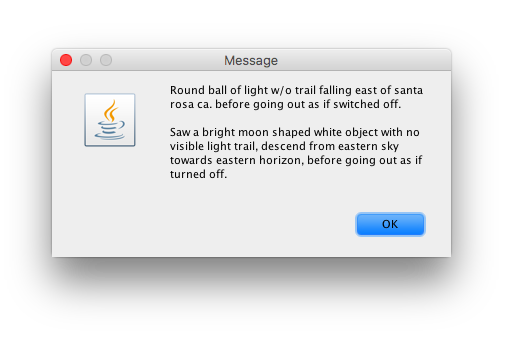 Message
Round ball of light w/o trail falling east of santa
rosa ca. before going out as if switched off.
Saw a bright moon shaped white object with no
visible light trail, descend from eastern sky
towards eastern horizon, before going out as if
turned off.
OK